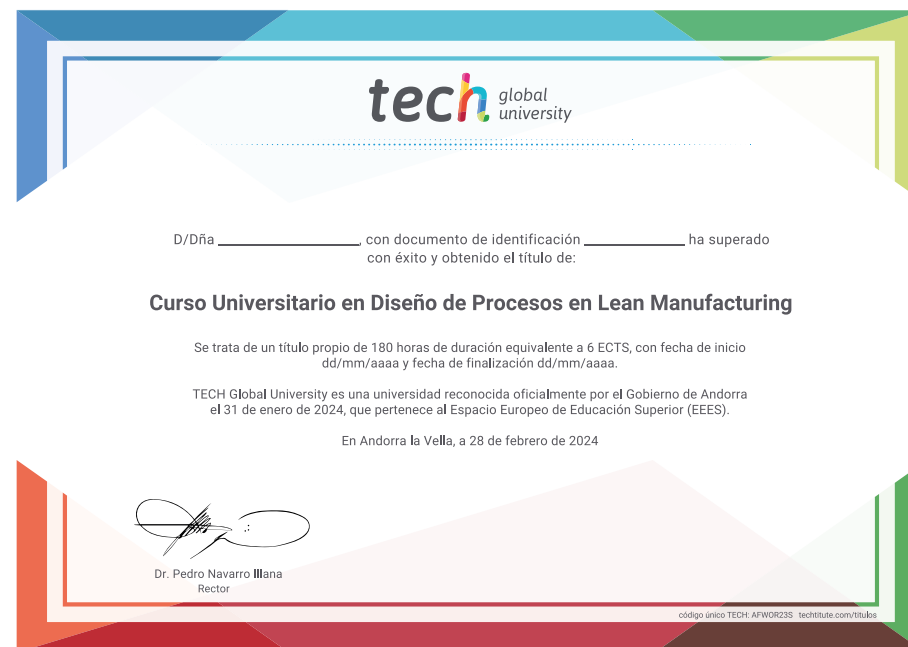 tech global university
D/Dña ____________________, con documento de identificación ______________ ha superado
con éxito y obtenido el título de:
Curso Universitario en Diseño de Procesos en Lean Manufacturing
Se trata de un título propio de 180 horas de duración equivalente a 6 ECTS, con fecha de inicio
dd/mm/aaaa y fecha de finalización dd/mm/aaaa.
TECH Global University es una universidad reconocida oficialmente por el Gobierno de Andorra
el 31 de enero de 2024, que pertenece al Espacio Europeo de Educación Superior (EEES).
En Andorra la Vella, a 28 de febrero de 2024
Dr. Pedro Navarro Illana
Rector
código único TECH: AFWOR23S techtitute.com/titulos